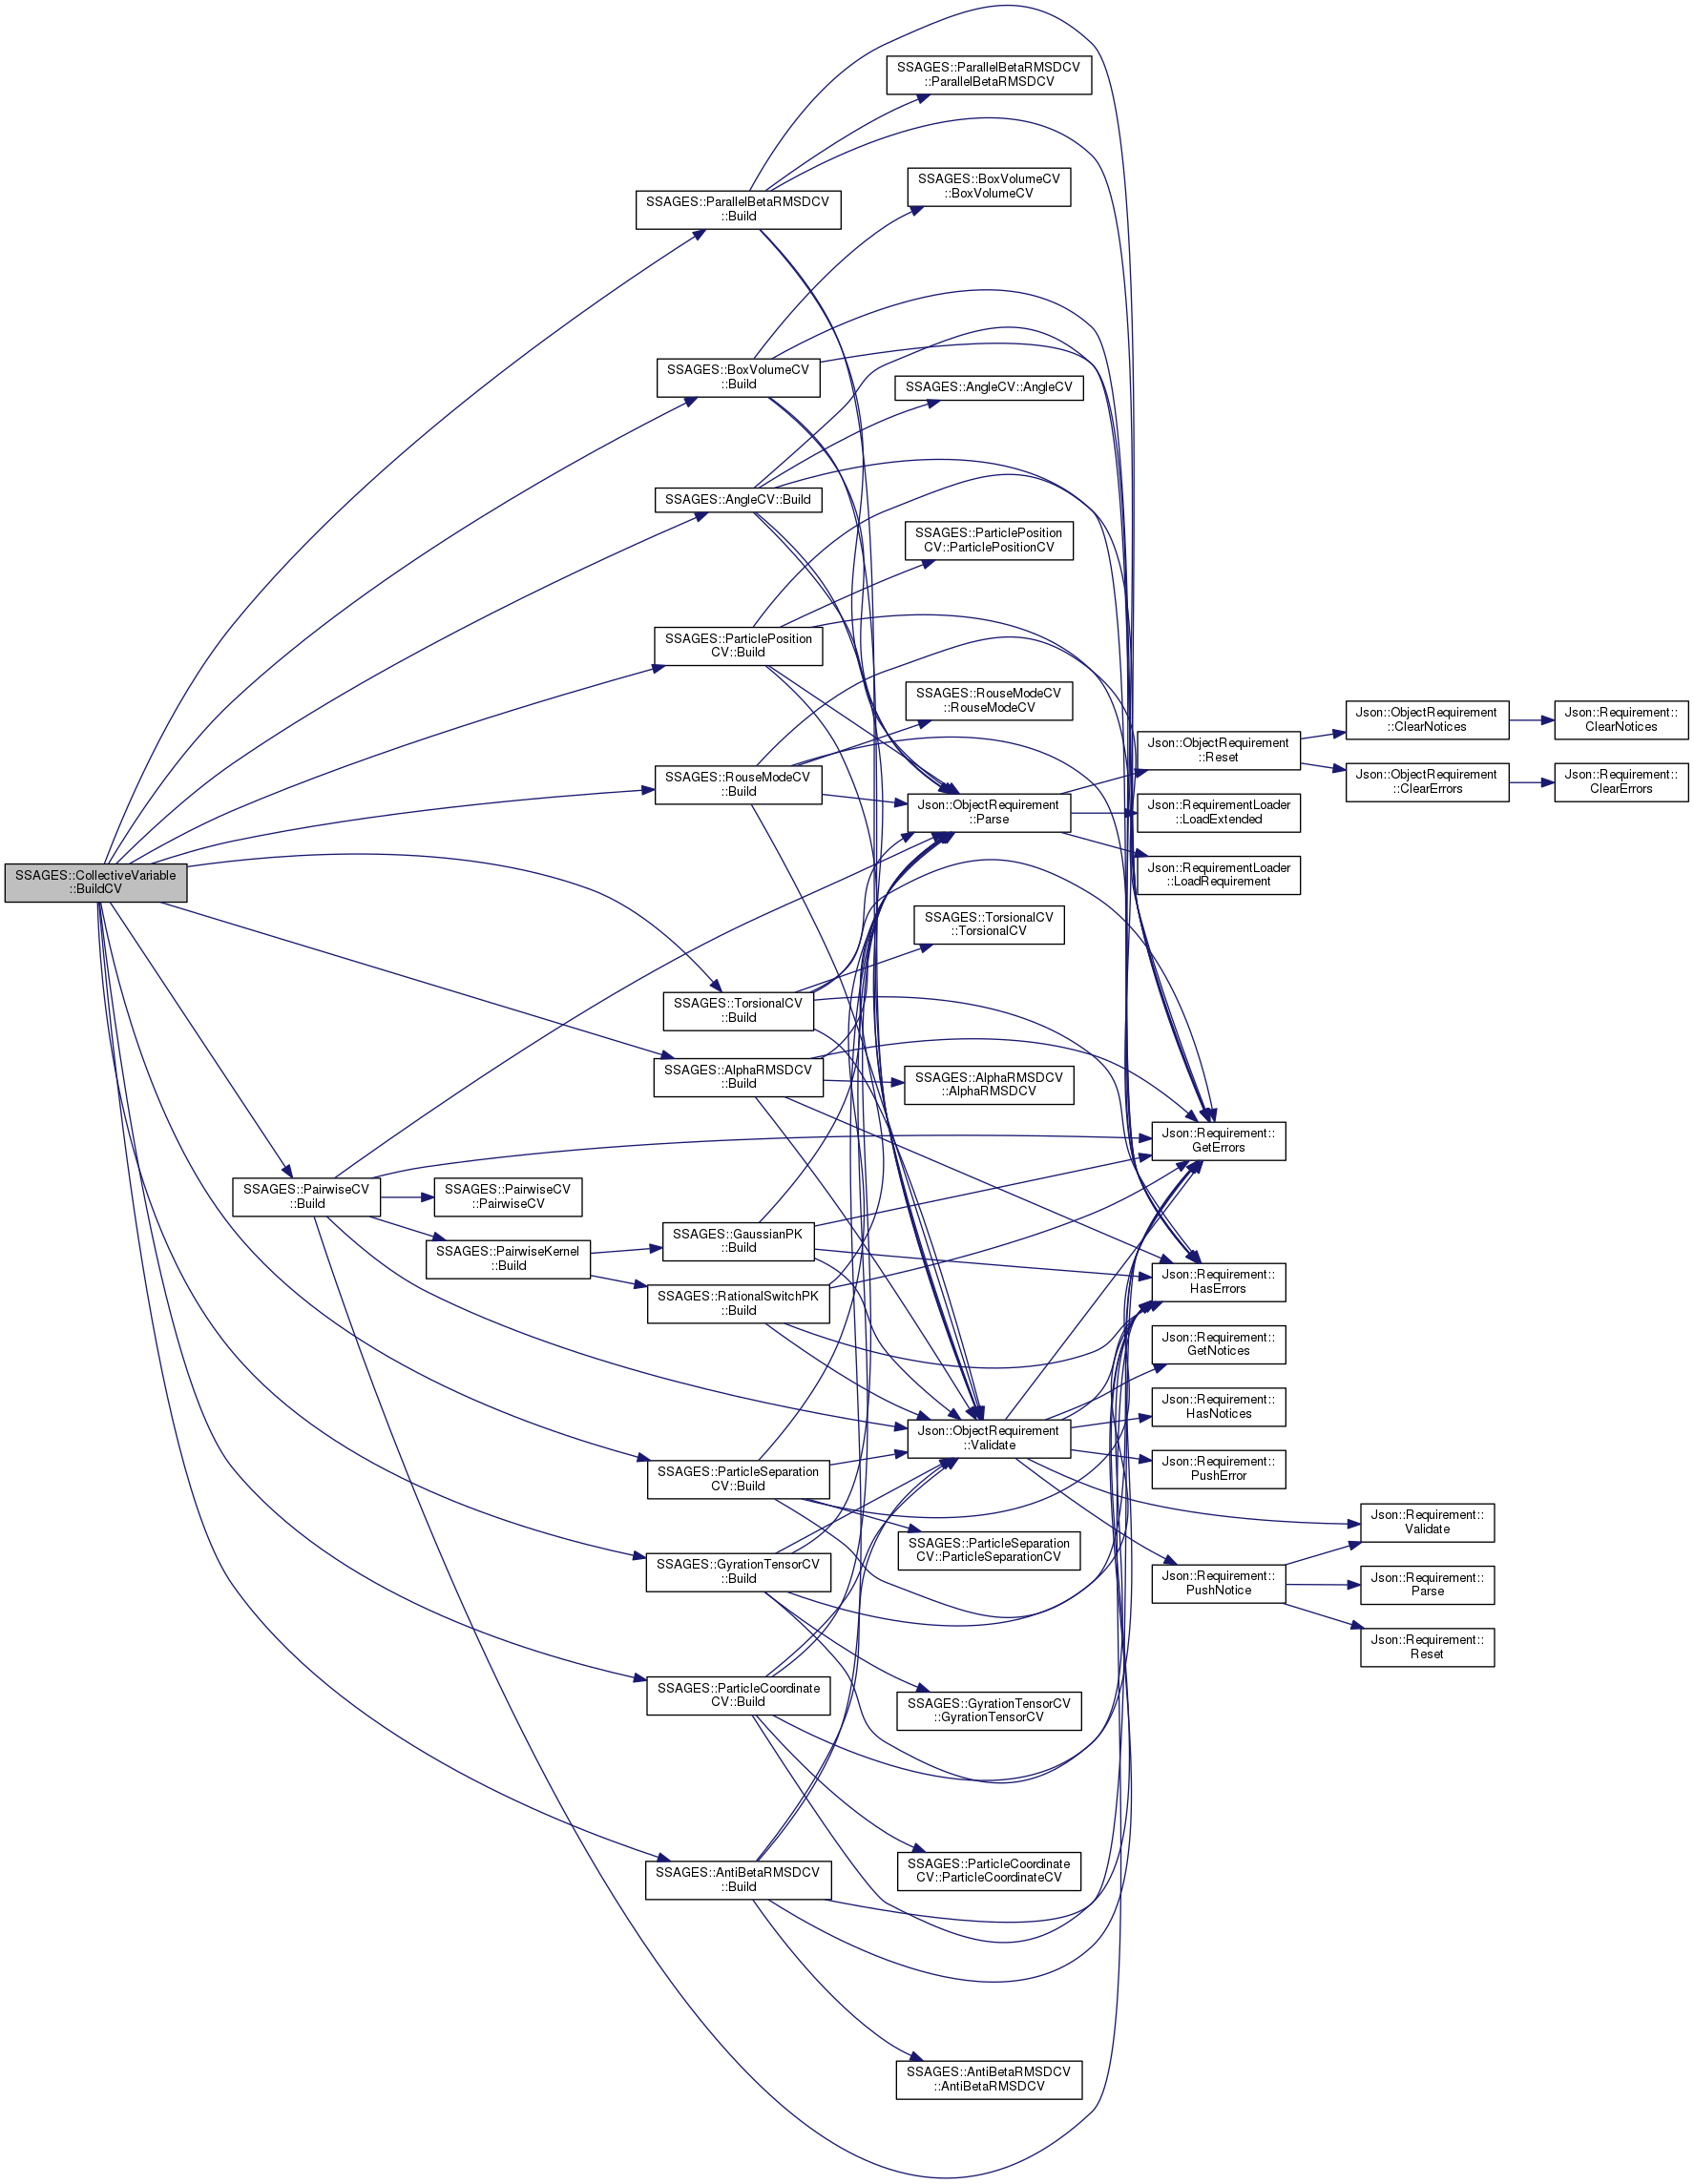 SSAGES::CollectiveVariable
::BuildCV
SSAGES::PairwiseCV
::Build
SSAGES::PairwiseCV
::PairwiseCV
SSAGES::PairwiseKernel
::Build
SSAGES::ParallelBetaRMSDCV
::Build
SSAGES::BoxVolumeCV
::Build
SSAGES::AngleCV::Build
SSAGES::ParticlePosition
CV::Build
SSAGES::RouseModeCV
::Build
SSAGES::TorsionalCV
::Build
SSAGES::AlphaRMSDCV
::Build
SSAGES::GaussianPK
::Build
SSAGES::RationalSwitchPK
::Build
SSAGES::ParticleSeparation
CV::Build
SSAGES::GyrationTensorCV
::Build
SSAGES::ParticleCoordinate
CV::Build
SSAGES::AntiBetaRMSDCV
::Build
SSAGES::ParallelBetaRMSDCV
::ParallelBetaRMSDCV
SSAGES::BoxVolumeCV
::BoxVolumeCV
SSAGES::AngleCV::AngleCV
SSAGES::ParticlePosition
CV::ParticlePositionCV
SSAGES::RouseModeCV
::RouseModeCV
Json::ObjectRequirement
::Parse
SSAGES::TorsionalCV
::TorsionalCV
SSAGES::AlphaRMSDCV
::AlphaRMSDCV
Json::ObjectRequirement
::Validate
SSAGES::ParticleSeparation
CV::ParticleSeparationCV
SSAGES::GyrationTensorCV
::GyrationTensorCV
SSAGES::ParticleCoordinate
CV::ParticleCoordinateCV
SSAGES::AntiBetaRMSDCV
::AntiBetaRMSDCV
Json::ObjectRequirement
::Reset
Json::RequirementLoader
::LoadExtended
Json::RequirementLoader
::LoadRequirement
Json::Requirement::
GetErrors
Json::Requirement::
HasErrors
Json::Requirement::
GetNotices
Json::Requirement::
HasNotices
Json::Requirement::
PushError
Json::Requirement::
PushNotice
Json::ObjectRequirement
::ClearNotices
Json::ObjectRequirement
::ClearErrors
Json::Requirement::
Validate
Json::Requirement::
Parse
Json::Requirement::
Reset
Json::Requirement::
ClearNotices
Json::Requirement::
ClearErrors